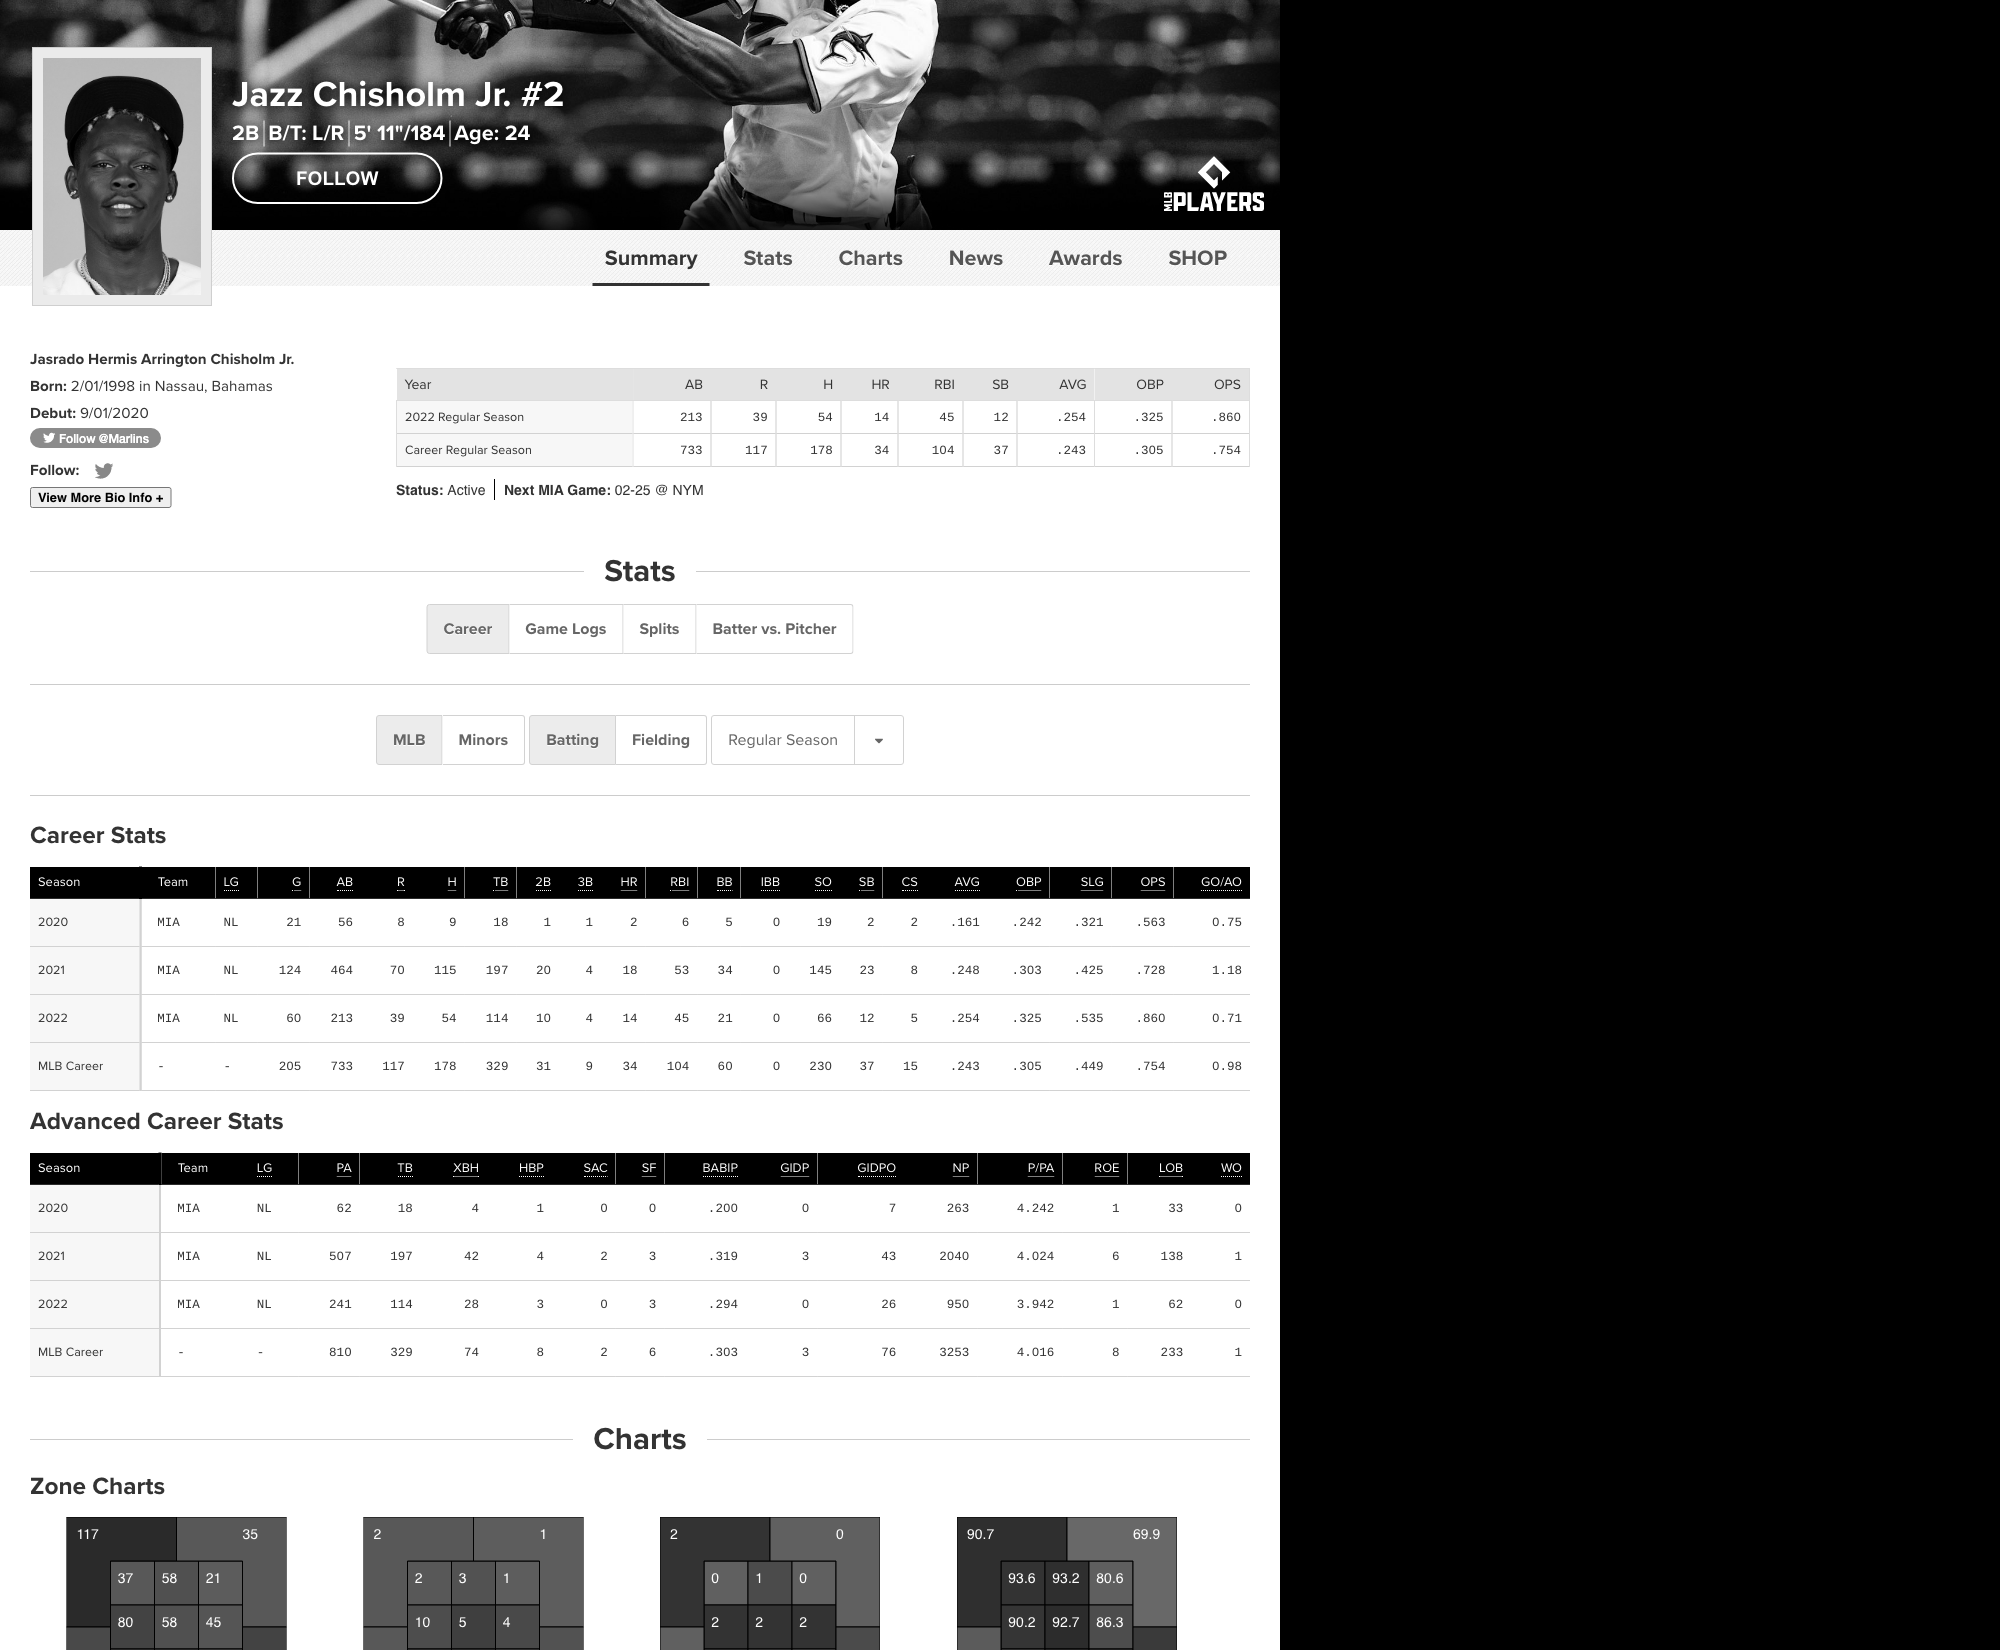 Jazz Chisholm Jr. #2
2B B/T: L/R 5' 11"/184 Age: 24
FOLLOW
MLB PLAYERS
Summary Stats Charts News Awards SHOP
Jasrado Hermis Arrington Chisholm Jr.
Born: 2/01/1998 in Nassau, Bahamas
Debut: 9/01/2020
Follow @Marlins
Follow:
View More Bio Info +
Year AB R H HR RBI SB AVG OBP OPS
2022 Regular Season 213 39 54 14 45 12 .254 .325 .860
Career Regular Season 733 117 178 34 104 37 .243 .305 .754
Status: Active Next MIA Game: 02-25 @ NYM
Stats
Career Game Logs Splits Batter vs. Pitcher
MLB Minors Batting Fielding Regular Season
Career Stats
Season Team LG G AB R H TB 2B 3B HR RBI BB IBB SO SB CS AVG OBP SLG OPS GO/AO
2020 MIA NL 21 56 8 9 18 1 1 2 6 5 0 19 2 2 .161 .242 .321 .563 0.75
2021 MIA NL 124 464 70 115 197 20 4 18 53 34 0 145 23 8 .248 .303 .425 .728 1.18
2022 MIA NL 60 213 39 54 114 10 4 14 45 21 0 66 12 5 .254 .325 .535 .860 0.71
MLB Career - - 205 733 117 178 329 31 9 34 104 60 0 230 37 15 .243 .305 .449 .754 0.98
Advanced Career Stats
Season Team LG PA TB XBH HBP SAC SF BABIP GIDP GIDPO NP P/PA ROE LOB WO
2020 MIA NL 62 18 4 1 0 0 .200 0 7 263 4.242 1 33 0
2021 MIA NL 507 197 42 4 2 3 .319 3 43 2040 4.024 6 138 1
2022 MIA NL 241 114 28 3 0 3 .294 0 26 950 3.942 1 62 0
MLB Career - - 810 329 74 8 2 6 .303 3 76 3253 4.016 8 233 1
Charts
Zone Charts
117 35 2 1 2 0 90.7 69.9
37 58 21 2 3 1 0 1 0 93.6 93.2 80.6
80 58 45 10 5 4 2 2 2 90.2 92.7 86.3